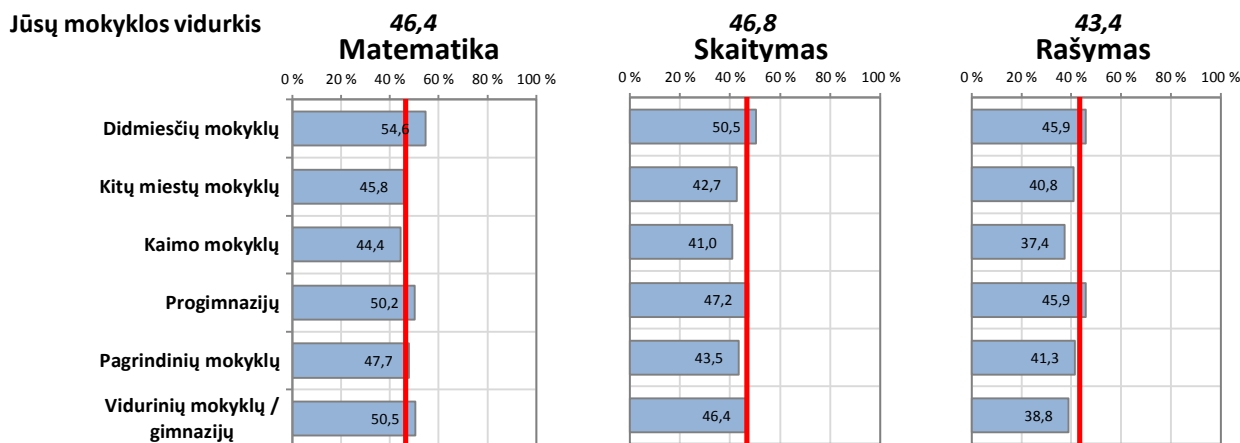 Jūsų mokyklos vidurkis 46,4 46,8 43,4
Matematika Skaitymas Rašymas
0 % 20 % 40 % 60 % 80 % 100 % 0 % 20 % 40 % 60 % 80 % 100 % 0 % 20 % 40 % 60 % 80 % 100 %
Didmiesčių mokyklų 54,6 50,5 45,9
Kitų miestų mokyklų 45,8 42,7 40,8
Kaimo mokyklų 44,4 41,0 37,4
Progimnazijų 50,2 47,2 45,9
Pagrindinių mokyklų 47,7 43,5 41,3
Vidurinių mokyklų /
gimnazijų 50,5 46,4 38,8